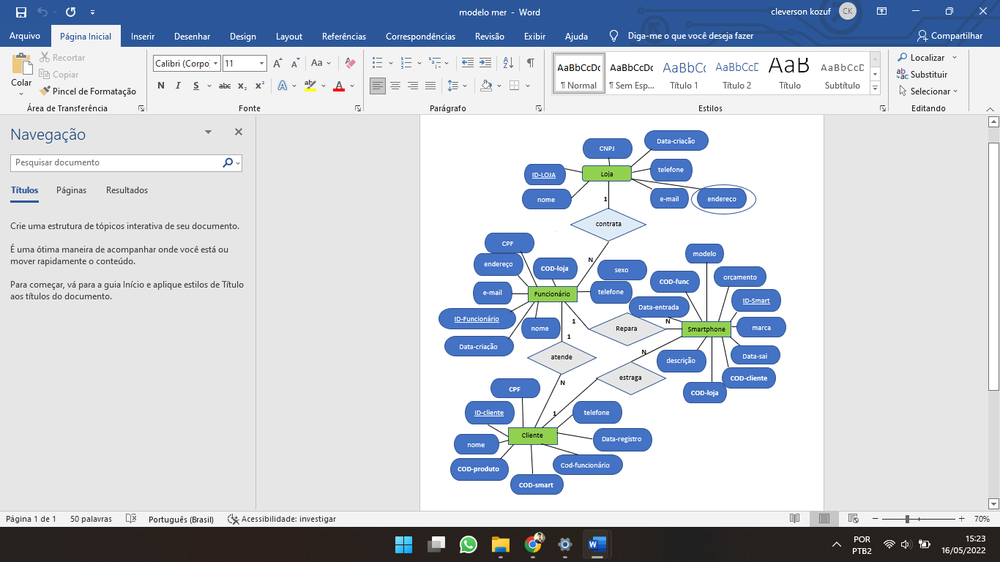 modelo mer - Word
cleverson kozuf
CK
Arquivo
Página Inicial
Inserir
Desenhar
Design
Layout
Referências
Correspondências
Revisão
Exibir
Ajuda
Diga-me o que você deseja fazer
Compartilhar
Colar
Recortar
Copiar
Pincel de Formatação
Área de Transferência
Calibri (Corpo)
11
Aa
N I S abc x₂ x²
Fonte
Parágrafo
AaBbCcDc
¶ Normal
AaBbCcDc
¶ Sem Esp...
AaBbCc
Título 1
AaBbCcD
Título 2
AaB
Título
AaBbCcD
Subtítulo
Estilos
Localizar
Substituir
Selecionar
Editando
Navegação
Pesquisar documento
Títulos
Páginas
Resultados
Crie uma estrutura de tópicos interativa de seu documento.
É uma ótima maneira de acompanhar onde você está ou
mover rapidamente o conteúdo.
Para começar, vá para a guia Início e aplique estilos de Título
aos títulos do documento.
CNPJ
Data-criação
ID-LOJA
Loja
telefone
nome
e-mail
endereço
1
contrata
N
CPF
endereço
COD-loja
sexo
e-mail
Funcionário
telefone
ID-Funcionário
nome
Data-criação
modelo
COD-func
orçamento
Data-entrada
ID-Smart
1
Repara
N
Smartphone
marca
1
atende
N
N
estraga
1
descrição
Data-sai
COD-cliente
COD-loja
CPF
ID-cliente
telefone
Cliente
nome
Data-registro
COD-produto
Cod-funcionário
COD-smart
Página 1 de 1
50 palavras
Português (Brasil)
Acessibilidade: investigar
70%
POR
PTB2
15:23
16/05/2022